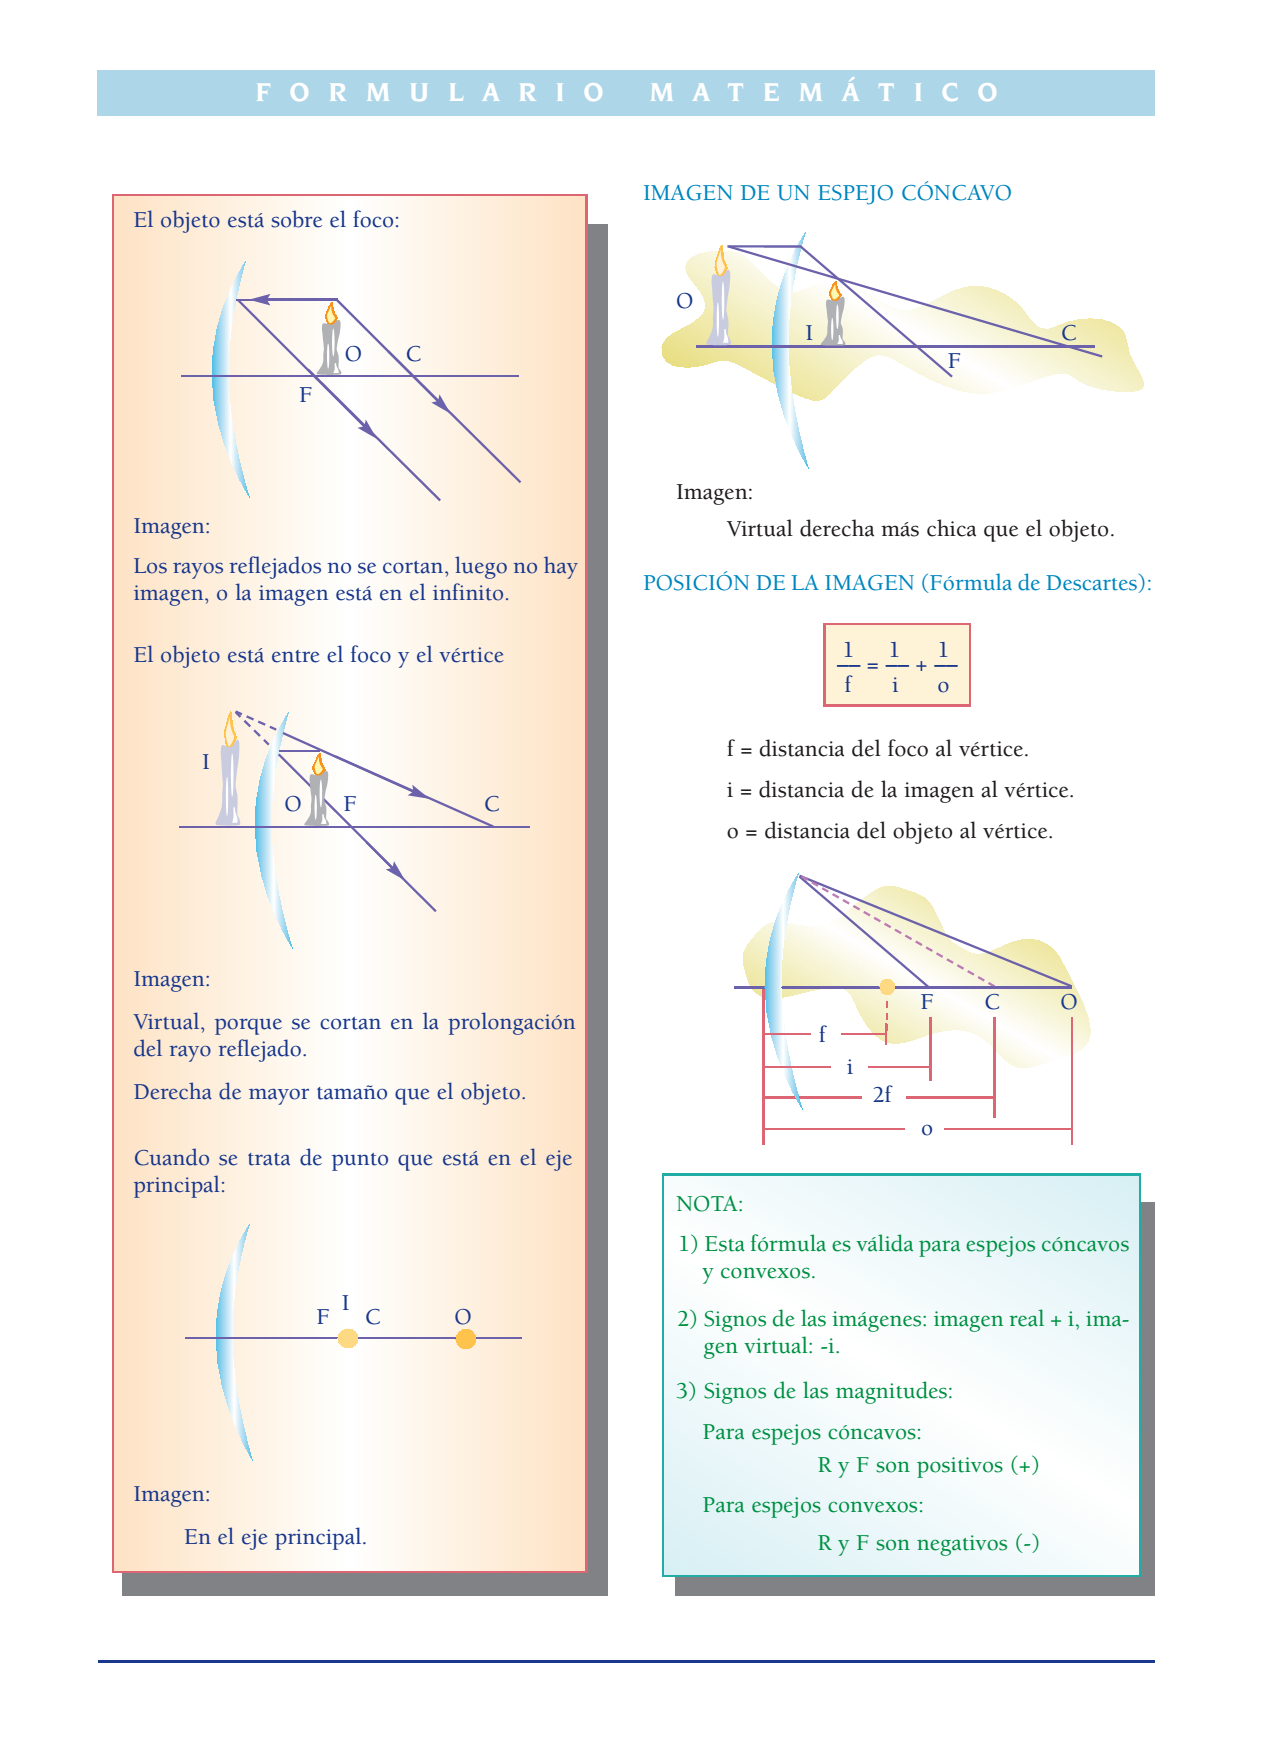 FORMULARIO MATEMÁTICO
El objeto está sobre el foco:
O
C
F
Imagen:
Los rayos reflejados no se cortan, luego no hay
imagen, o la imagen está en el infinito.
El objeto está entre el foco y el vértice
I
O
F
C
Imagen:
Virtual, porque se cortan en la prolongación
del rayo reflejado.
Derecha de mayor tamaño que el objeto.
Cuando se trata de punto que está en el eje
principal:
F
I
C
O
Imagen:
En el eje principal.
IMAGEN DE UN ESPEJO CÓNCAVO
O
I
C
F
Imagen:
Virtual derecha más chica que el objeto.
POSICIÓN DE LA IMAGEN (Fórmula de Descartes):
1 1 1
= +
f i o
f = distancia del foco al vértice.
i = distancia de la imagen al vértice.
o = distancia del objeto al vértice.
F C O
f
i
2f
o
NOTA:
1) Esta fórmula es válida para espejos cóncavos
y convexos.
2) Signos de las imágenes: imagen real + i, ima-
gen virtual: -i.
3) Signos de las magnitudes:
Para espejos cóncavos:
R y F son positivos (+)
Para espejos convexos:
R y F son negativos (-)